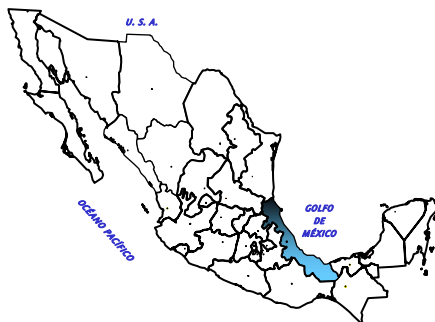 U. S. A.
GOLFO
DE
MÉXICO
OCÉANO PACÍFICO